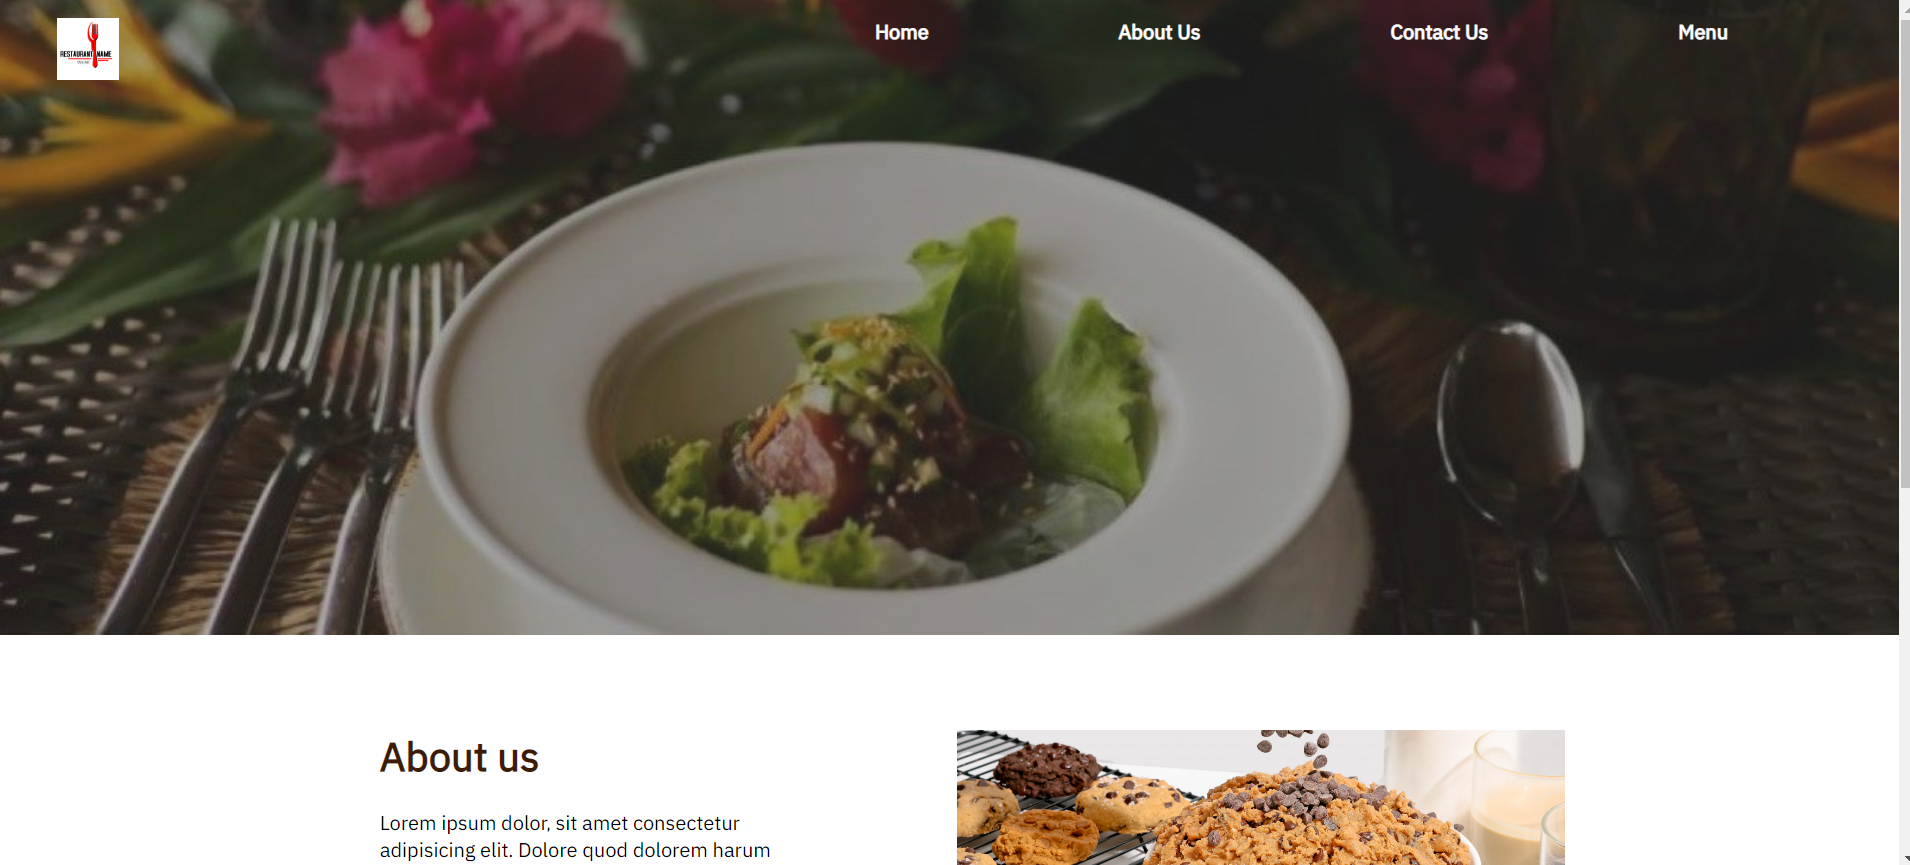 RESTAURANT NAME
Home
About Us
Contact Us
Menu
About us
Lorem ipsum dolor, sit amet consectetur
adipisicing elit. Dolore quod dolorem harum